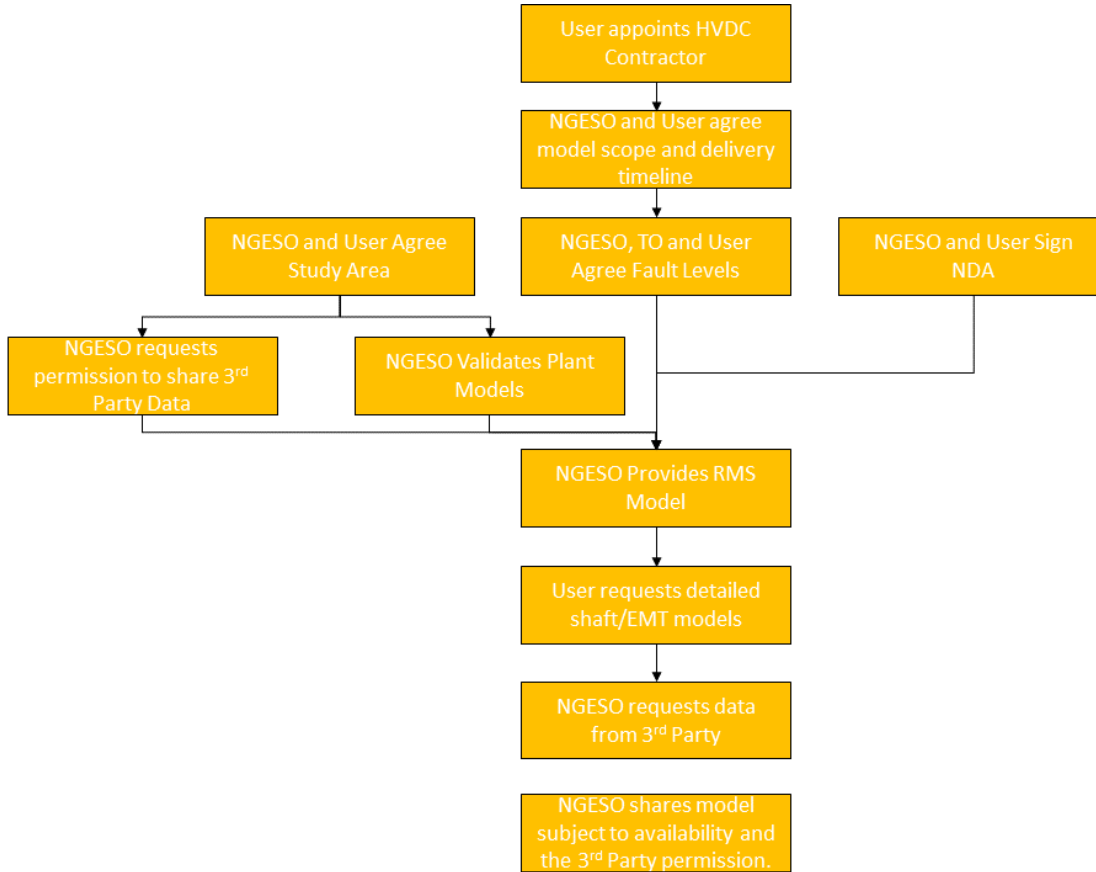 User appoints HVDC
Contractor
NGESO and User agree
model scope and delivery
timeline
NGESO and User Agree
Study Area
NGESO, TO and User
Agree Fault Levels
NGESO and User Sign
NDA
NGESO requests
permission to share 3rd
Party Data
NGESO Validates Plant
Models
NGESO Provides RMS
Model
User requests detailed
shaft/EMT models
NGESO requests data
from 3rd Party
NGESO shares model
subject to availability and
the 3rd Party permission.